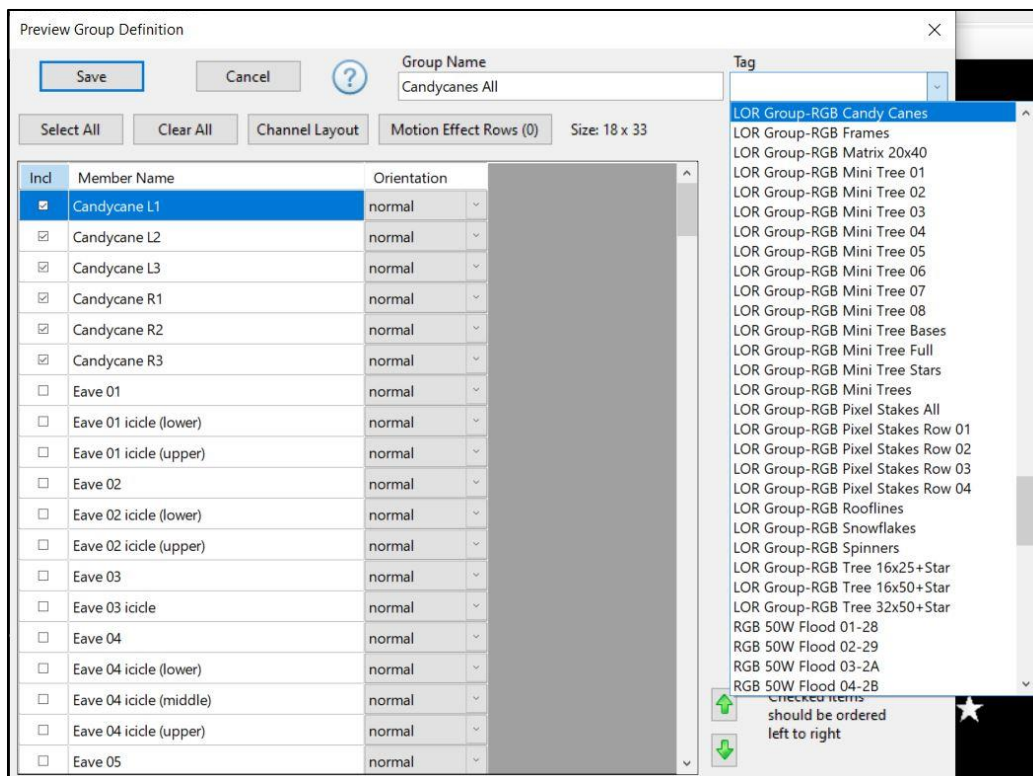 Preview Group Definition
Save
Cancel
?
Group Name
Candycanes All
Tag
Select All
Clear All
Channel Layout
Motion Effect Rows (0)
Size: 18 x 33
Incl Member Name Orientation
Candycane L1 normal
Candycane L2 normal
Candycane L3 normal
Candycane R1 normal
Candycane R2 normal
Candycane R3 normal
Eave 01 normal
Eave 01 icicle (lower) normal
Eave 01 icicle (upper) normal
Eave 02 normal
Eave 02 icicle (lower) normal
Eave 02 icicle (upper) normal
Eave 03 normal
Eave 03 icicle normal
Eave 04 normal
Eave 04 icicle (lower) normal
Eave 04 icicle (middle) normal
Eave 04 icicle (upper) normal
Eave 05 normal
LOR Group-RGB Candy Canes
LOR Group-RGB Frames
LOR Group-RGB Matrix 20x40
LOR Group-RGB Mini Tree 01
LOR Group-RGB Mini Tree 02
LOR Group-RGB Mini Tree 03
LOR Group-RGB Mini Tree 04
LOR Group-RGB Mini Tree 05
LOR Group-RGB Mini Tree 06
LOR Group-RGB Mini Tree 07
LOR Group-RGB Mini Tree 08
LOR Group-RGB Mini Tree Bases
LOR Group-RGB Mini Tree Full
LOR Group-RGB Mini Tree Stars
LOR Group-RGB Mini Trees
LOR Group-RGB Pixel Stakes All
LOR Group-RGB Pixel Stakes Row 01
LOR Group-RGB Pixel Stakes Row 02
LOR Group-RGB Pixel Stakes Row 03
LOR Group-RGB Pixel Stakes Row 04
LOR Group-RGB Rooflines
LOR Group-RGB Snowflakes
LOR Group-RGB Spinners
LOR Group-RGB Tree 16x25+Star
LOR Group-RGB Tree 16x50+Star
LOR Group-RGB Tree 32x50+Star
RGB 50W Flood 01-28
RGB 50W Flood 02-29
RGB 50W Flood 03-2A
RGB 50W Flood 04-2B
Checked items
should be ordered
left to right